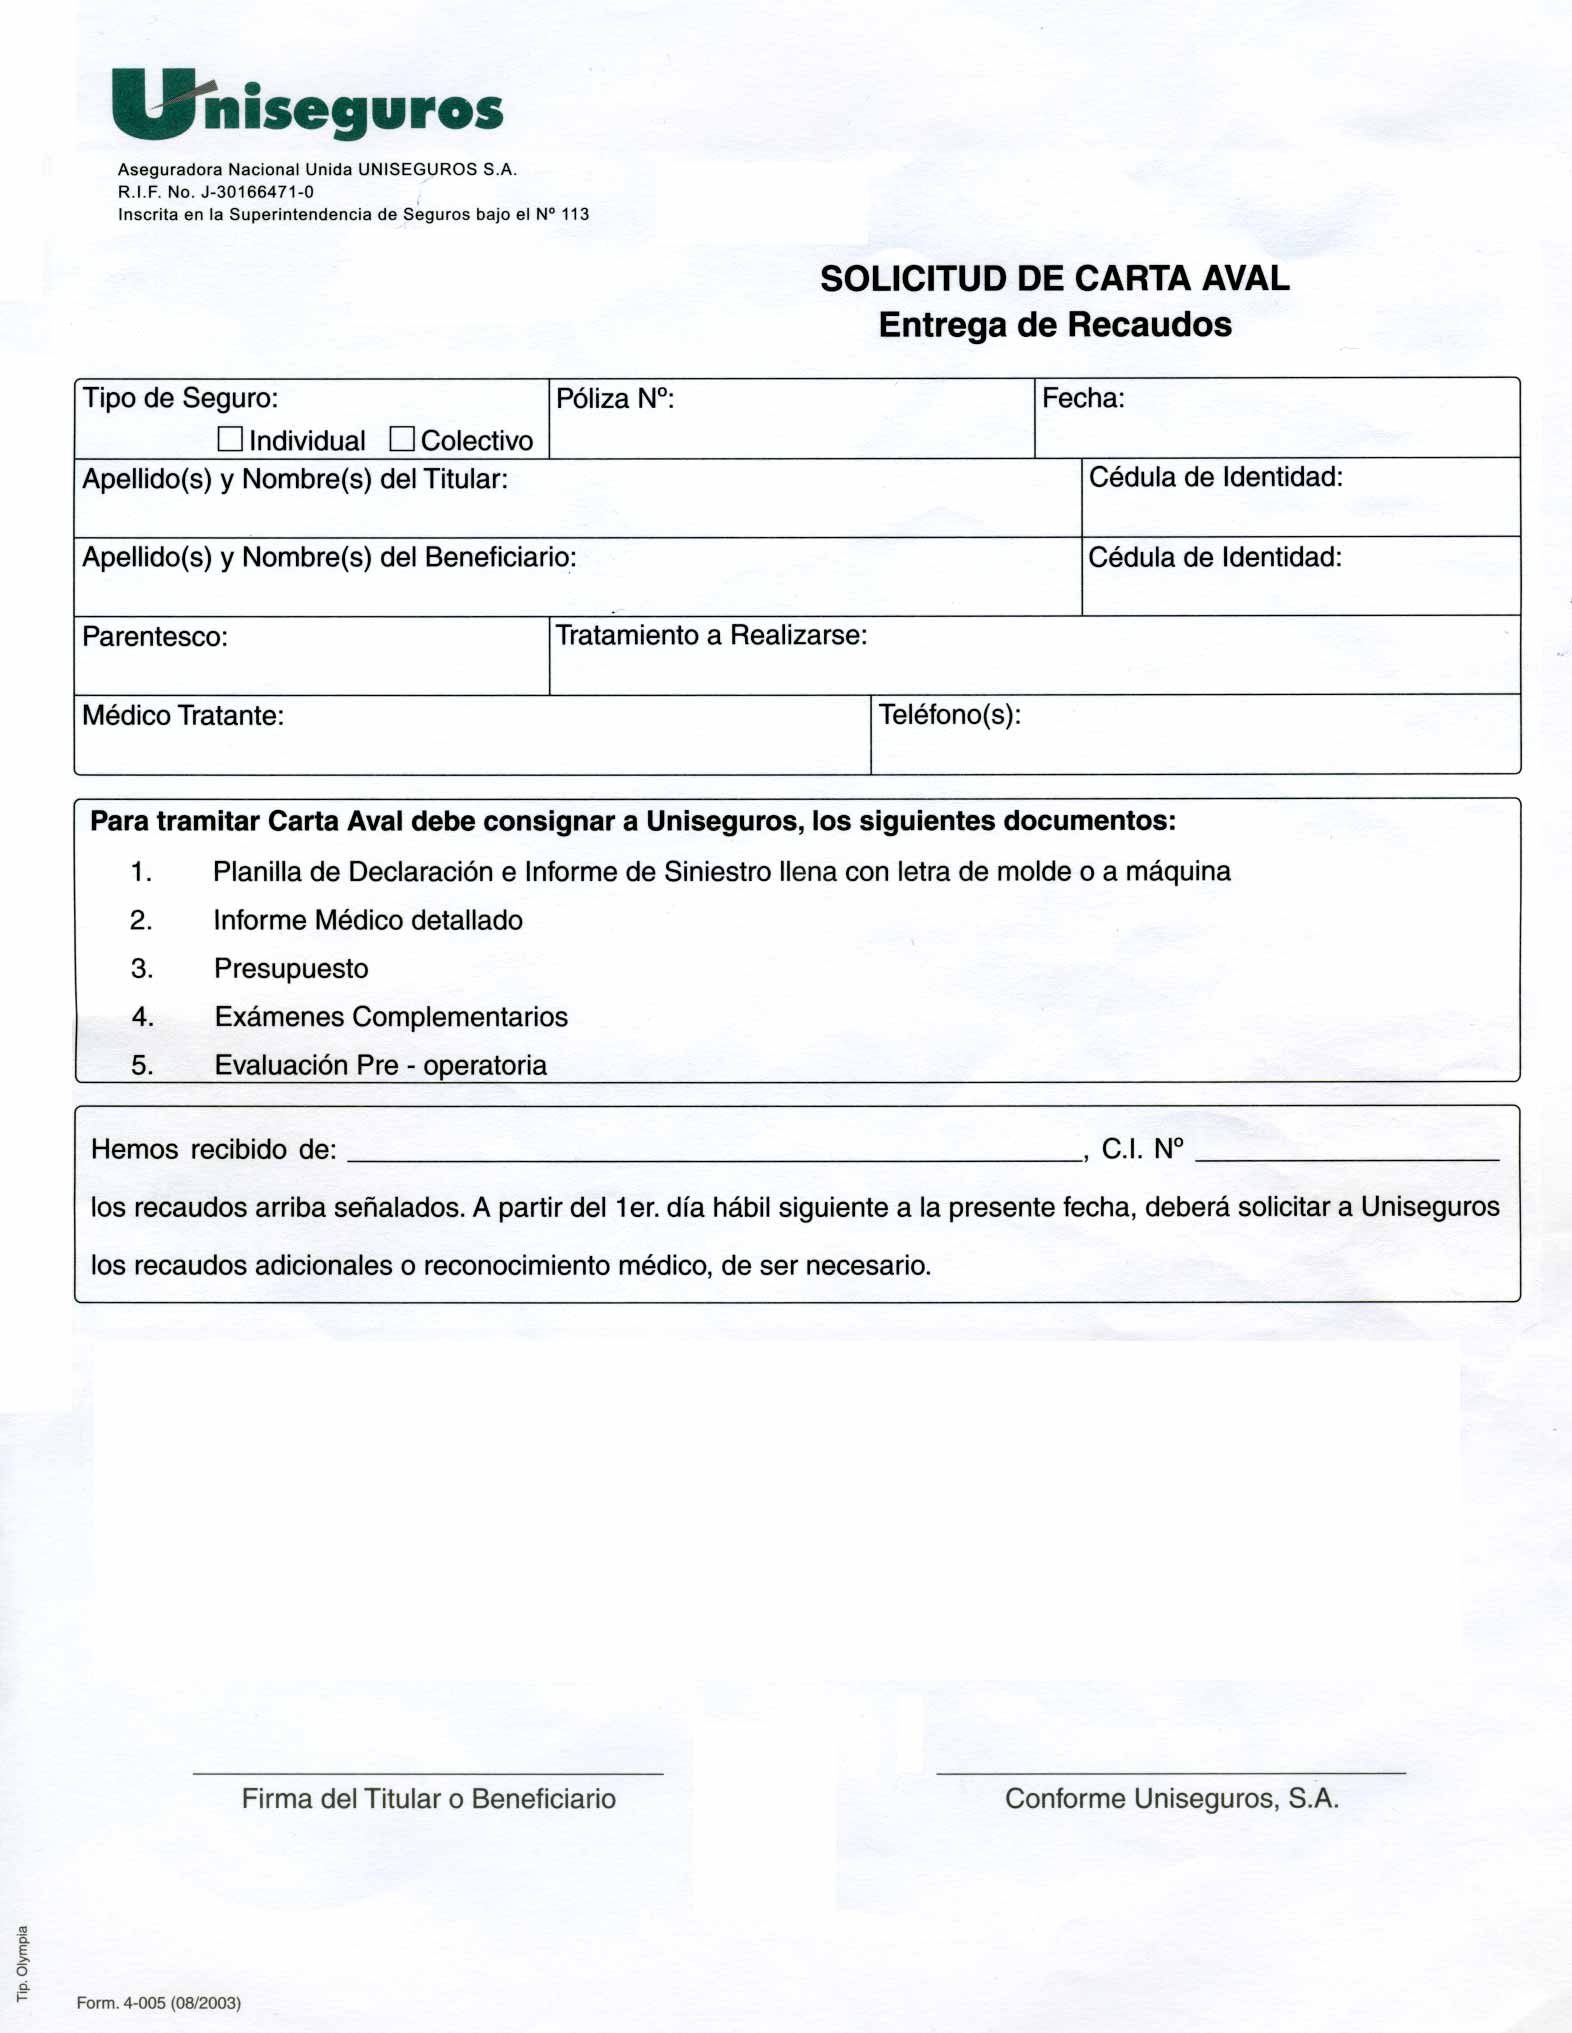 Uniseguros
Aseguradora Nacional Unida UNISEGUROS S.A.
R.I.F. No. J-30166471-0
Inscrita en la Superintendencia de Seguros bajo el Nº 113
SOLICITUD DE CARTA AVAL
Entrega de Recaudos
Tipo de Seguro:
Individual Colectivo
Póliza Nº:
Fecha:
Apellido(s) y Nombre(s) del Titular:
Cédula de Identidad:
Apellido(s) y Nombre(s) del Beneficiario:
Cédula de Identidad:
Parentesco:
Tratamiento a Realizarse:
Médico Tratante:
Teléfono(s):
Para tramitar Carta Aval debe consignar a Uniseguros, los siguientes documentos:
1. Planilla de Declaración e Informe de Siniestro llena con letra de molde o a máquina
2. Informe Médico detallado
3. Presupuesto
4. Exámenes Complementarios
5. Evaluación Pre - operatoria
Hemos recibido de: , C.I. Nº
los recaudos arriba señalados. A partir del 1er. día hábil siguiente a la presente fecha, deberá solicitar a Uniseguros
los recaudos adicionales o reconocimiento médico, de ser necesario.
Firma del Titular o Beneficiario
Conforme Uniseguros, S.A.
Tip. Olympia
Form. 4-005 (08/2003)